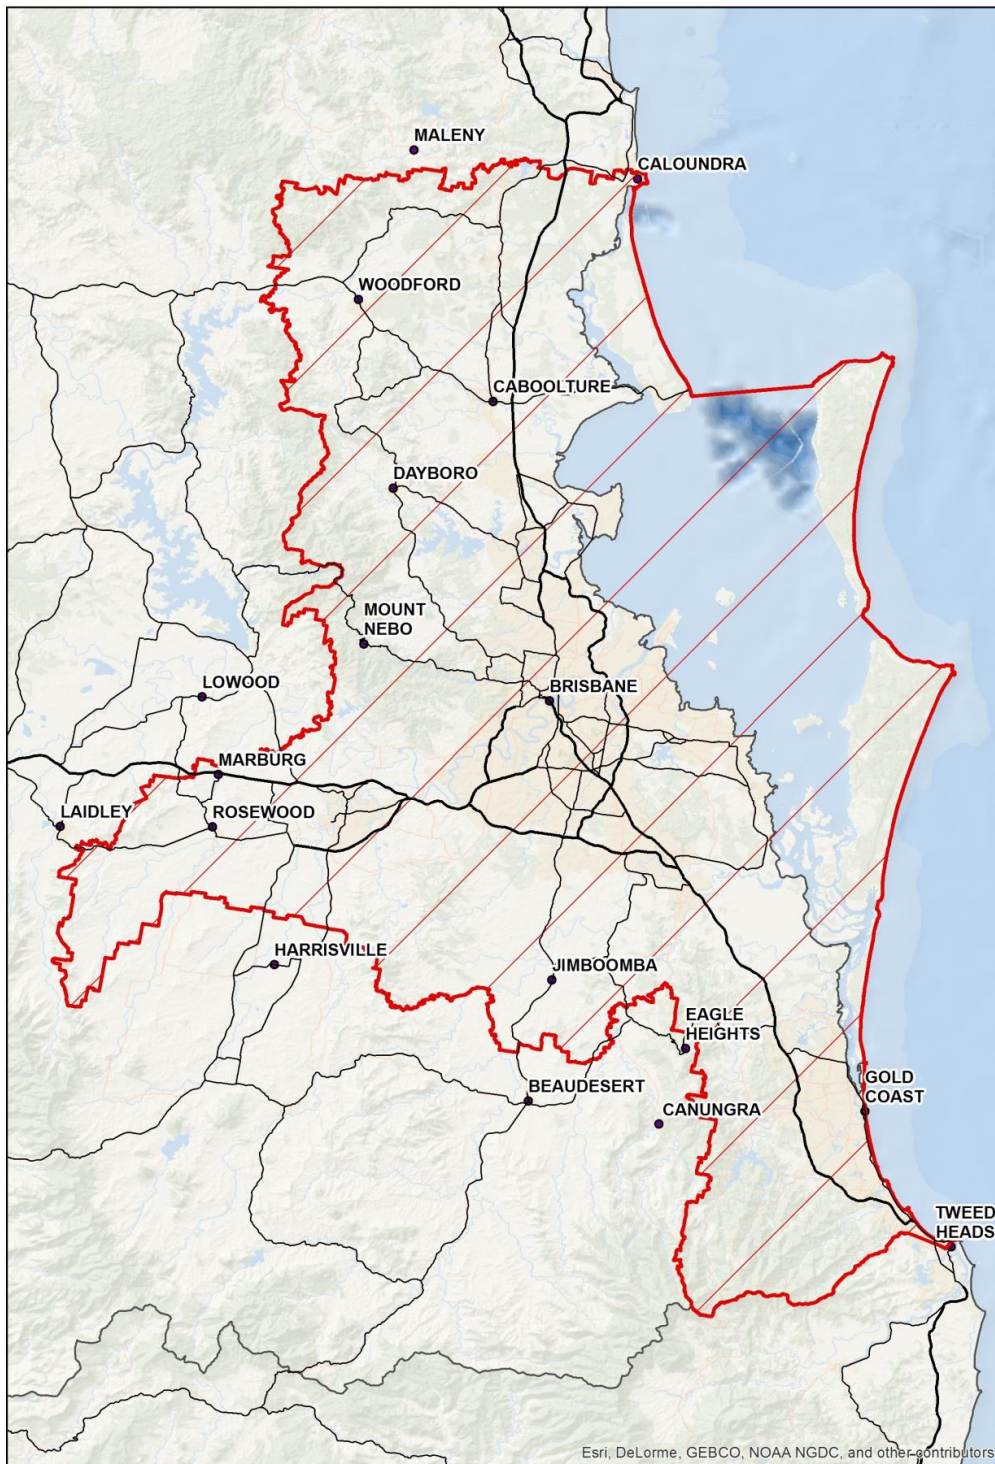 MALENY
CALOUNDRA
WOODFORD
CABOOLTURE
DAYBORO
MOUNT
NEBO
LOWOOD
BRISBANE
MARBURG
LAIDLEY
ROSEWOOD
HARRISVILLE
JIMBOOMBA
EAGLE
HEIGHTS
BEAUDESERT
GOLD
COAST
CANUNGRA
TWEED
HEADS
Esri, DeLorme, GEBCO, NOAA NGDC, and other contributors